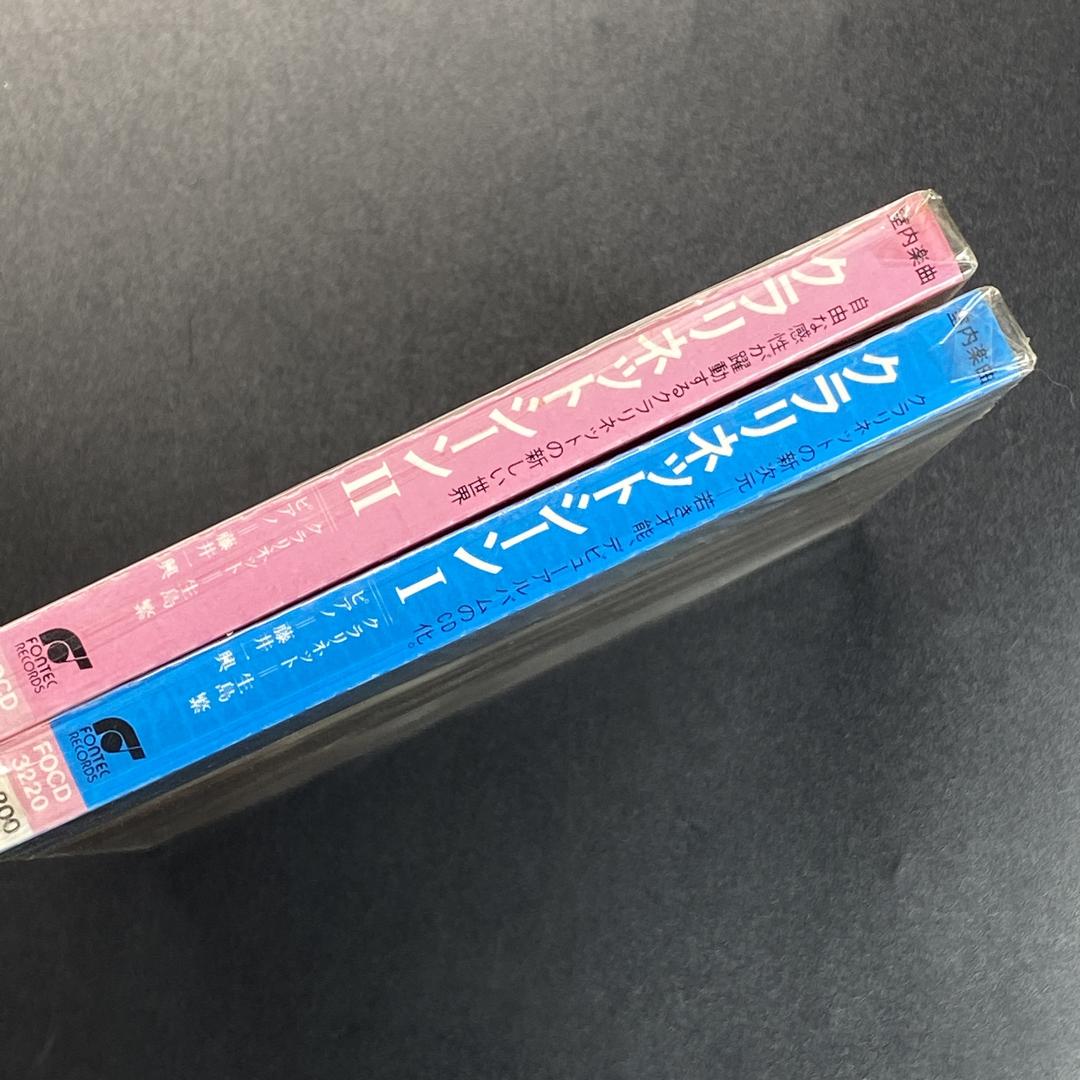 室内楽曲
クラリネットシーンII
自由な感性が躍動するクラリネットの新しい世界
クラリネット＝生島 繁
ピアノ＝藤井一興
FONTEC
RECORDS
室内楽曲
クラリネットシーンI
クラリネットの新次元—若き才能、デビューアルバムのCD化。
クラリネット＝生島 繁
ピアノ＝藤井一興
FONTEC
RECORDS
FOCD
3220